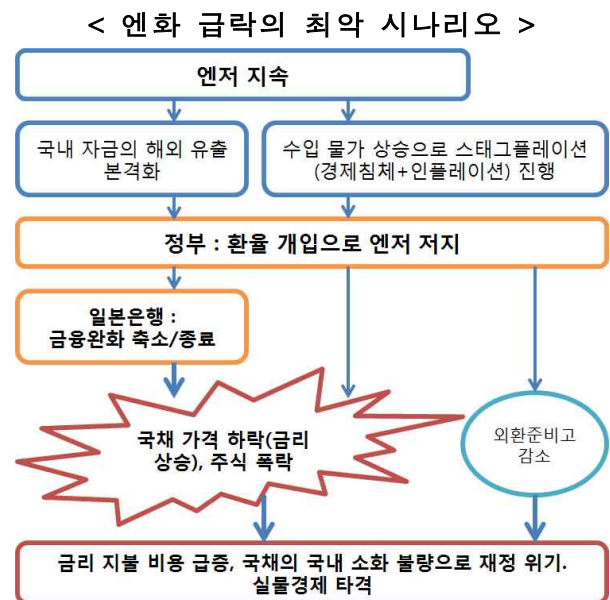 < 엔화 급락의 최악 시나리오 >
엔저 지속
국내 자금의 해외 유출
본격화
수입 물가 상승으로 스태그플레이션
(경제침체+인플레이션) 진행
정부 : 환율 개입으로 엔저 저지
일본은행 :
금융완화 축소/종료
국채 가격 하락(금리
상승), 주식 폭락
외환준비고
감소
금리 지불 비용 급증, 국채의 국내 소화 불량으로 재정 위기.
실물경제 타격